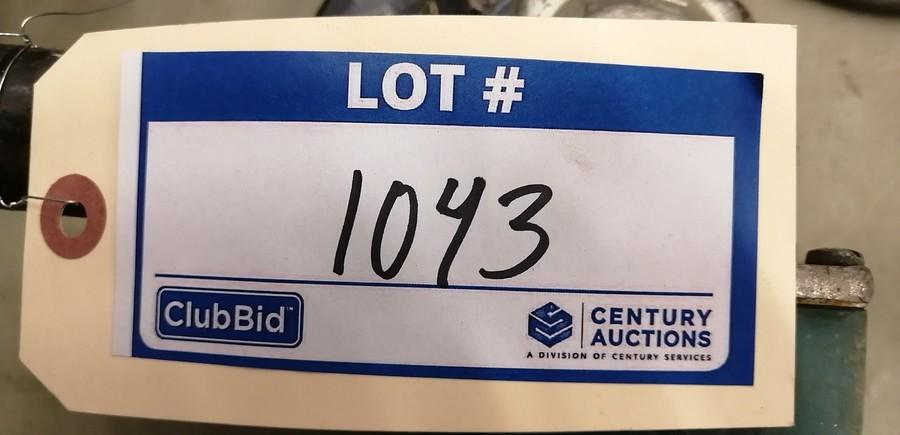 LOT #
1043
ClubBid™
CENTURY
AUCTIONS
A DIVISION OF CENTURY SERVICES